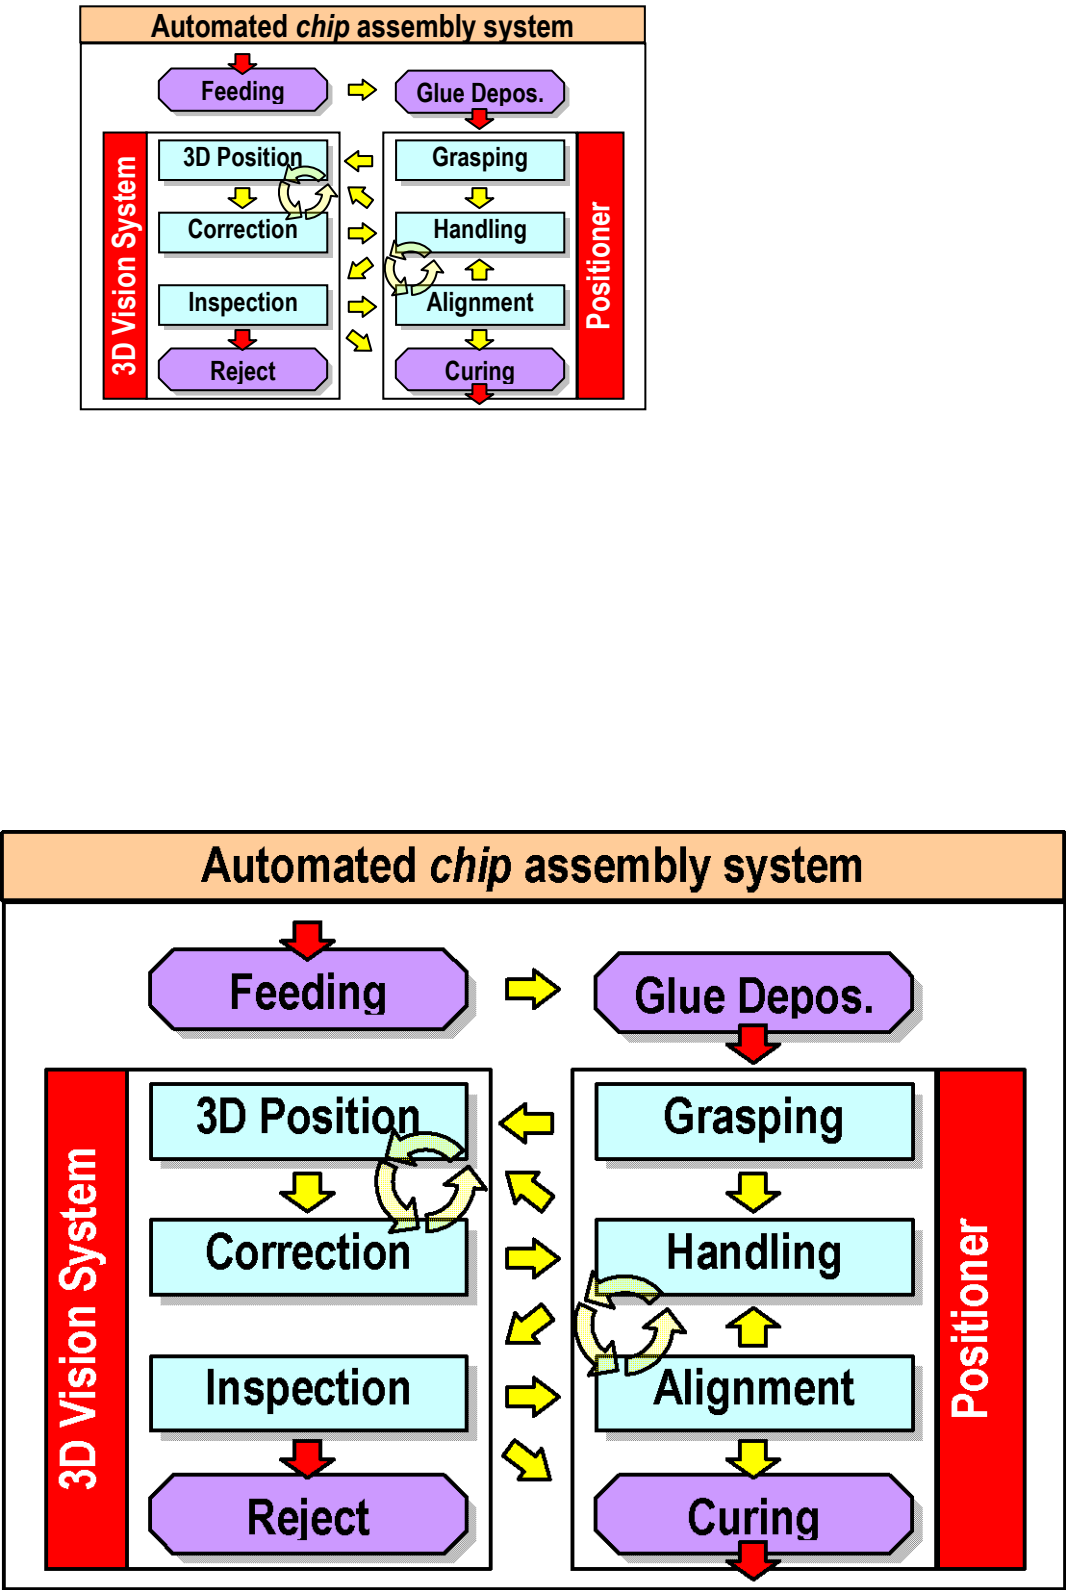 Automated chip assembly system
Feeding
Glue Depos.
3D Vision System
3D Position
Grasping
Positioner
Correction
Handling
Inspection
Alignment
Reject
Curing
Automated chip assembly system
Feeding
Glue Depos.
3D Vision System
3D Position
Grasping
Positioner
Correction
Handling
Inspection
Alignment
Reject
Curing